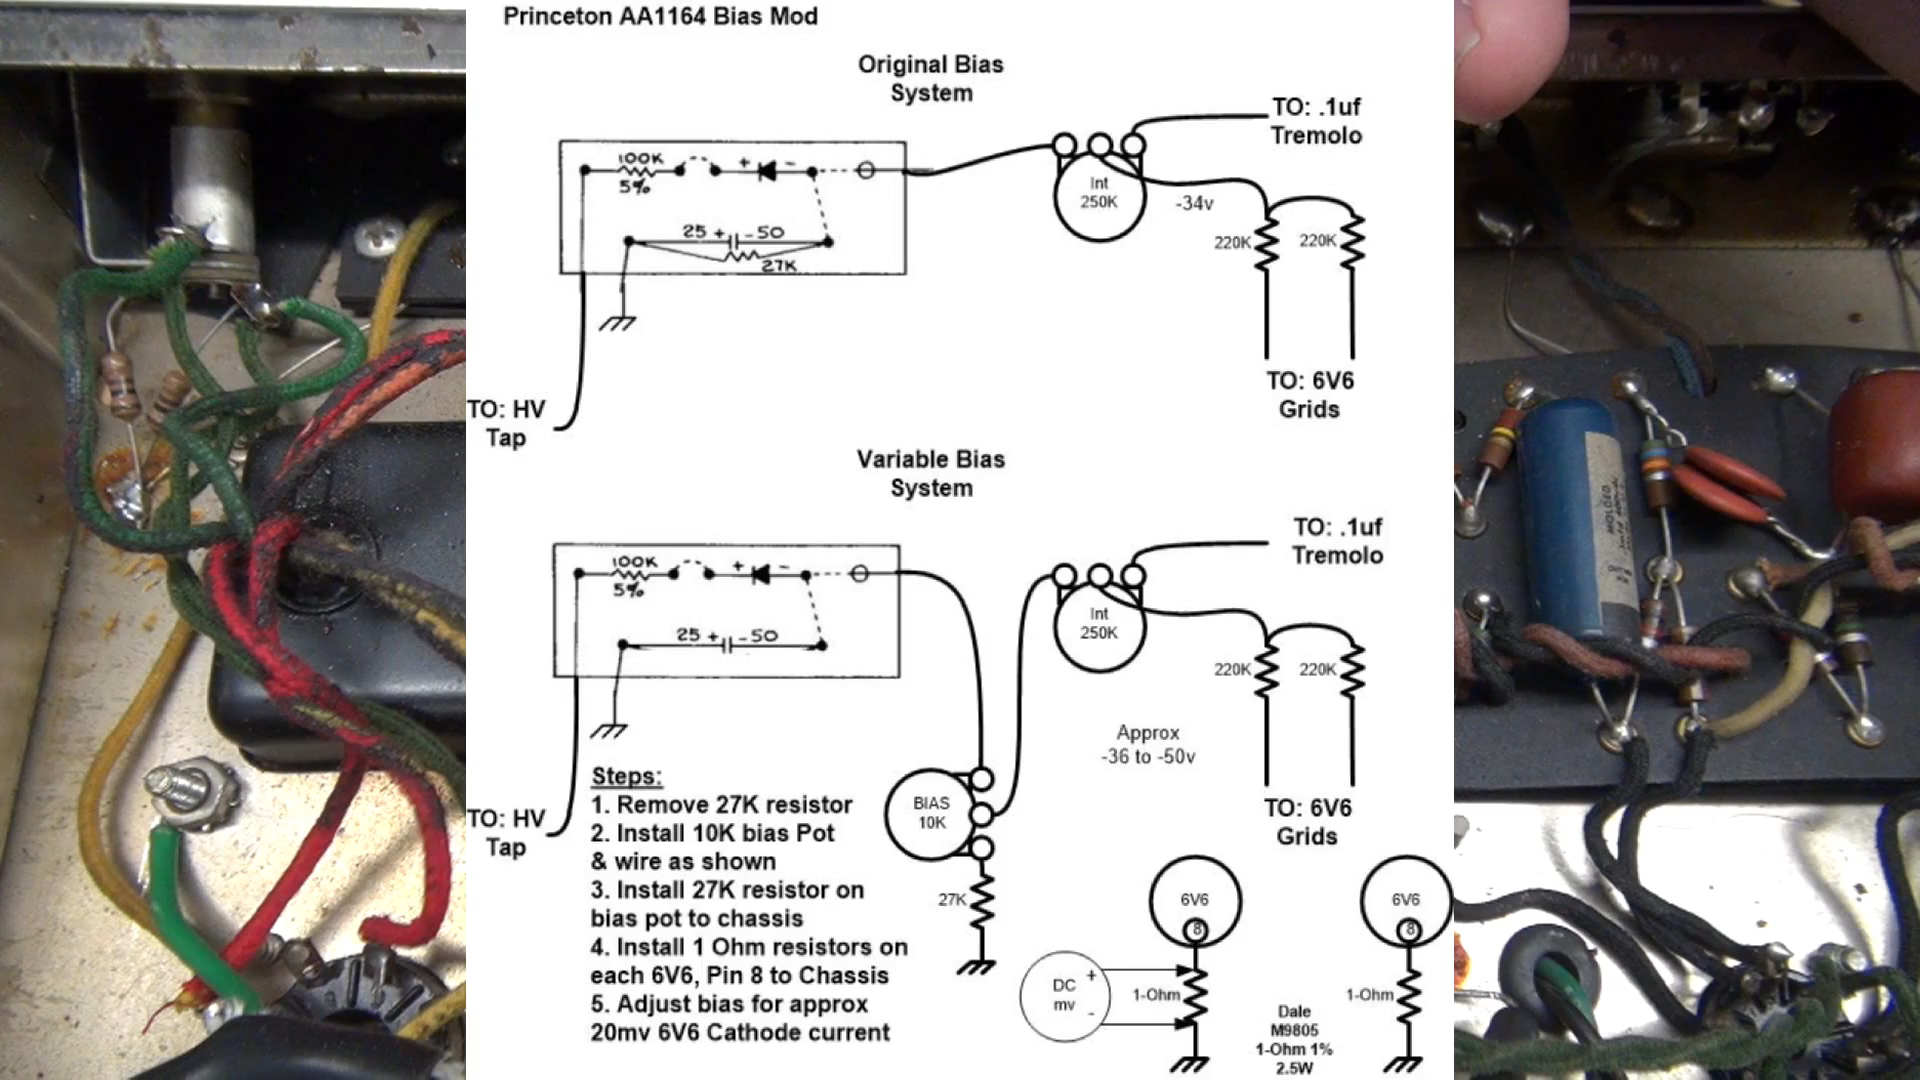 Princeton AA1164 Bias Mod
Original Bias
System
100K
5%
+ -
25 + - 50
27K
TO: HV
Tap
Int
250K
TO: .1uf
Tremolo
-34v
220K
220K
TO: 6V6
Grids
Variable Bias
System
100K
5%
+ -
25 + - 50
TO: HV
Tap
Int
250K
TO: .1uf
Tremolo
220K
220K
Approx
-36 to -50v
TO: 6V6
Grids
BIAS
10K
27K
Steps:
1. Remove 27K resistor
2. Install 10K bias Pot
& wire as shown
3. Install 27K resistor on
bias pot to chassis
4. Install 1 Ohm resistors on
each 6V6, Pin 8 to Chassis
5. Adjust bias for approx
20mv 6V6 Cathode current
6V6
8
DC
mv
+
-
1-Ohm
Dale
M9805
1-Ohm 1%
2.5W
6V6
8
1-Ohm
MOLDED